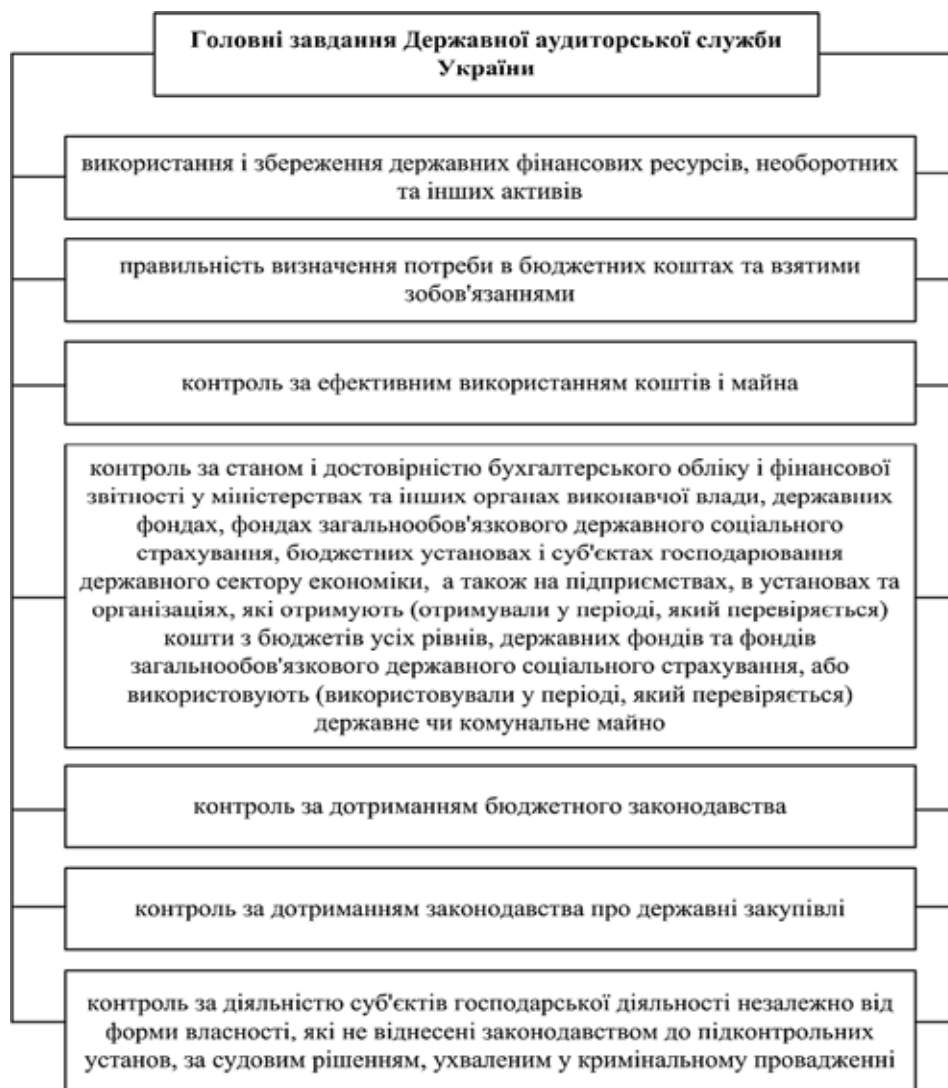 Головні завдання Державної аудиторської служби
України
використання і збереження державних фінансових ресурсів, необоротних
та інших активів
правильність визначення потреби в бюджетних коштах та взятими
зобов'язаннями
контроль за ефективним використанням коштів і майна
контроль за станом і достовірністю бухгалтерського обліку і фінансової
звітності у міністерствах та інших органах виконавчої влади, державних
фондах, фондах загальнообов'язкового державного соціального
страхування, бюджетних установах і суб'єктах господарювання
державного сектору економіки, а також на підприємствах, в установах та
організаціях, які отримують (отримували у періоді, який перевіряється)
кошти з бюджетів усіх рівнів, державних фондів та фондів
загальнообов'язкового державного соціального страхування, або
використовують (використовували у періоді, який перевіряється)
державне чи комунальне майно
контроль за дотриманням бюджетного законодавства
контроль за дотриманням законодавства про державні закупівлі
контроль за діяльністю суб'єктів господарської діяльності незалежно від
форми власності, які не віднесені законодавством до підконтрольних
установ, за судовим рішенням, ухваленим у кримінальному провадженні